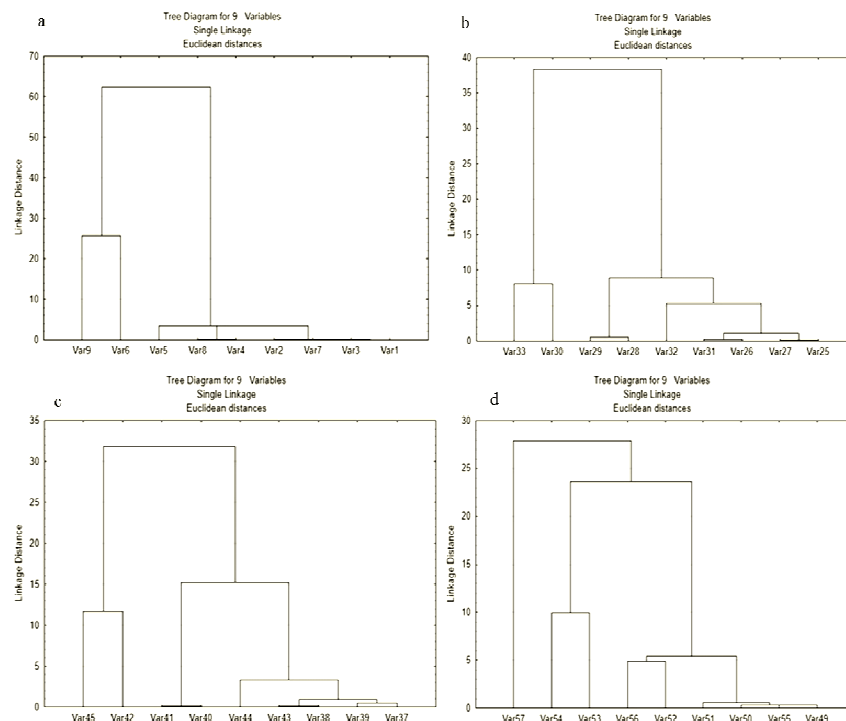 a
Tree Diagram for 9 Variables
Single Linkage
Euclidean distances
70
60
50
40
30
20
10
0
Linkage Distance
Var9 Var6 Var5 Var8 Var4 Var2 Var7 Var3 Var1
b
Tree Diagram for 9 Variables
Single Linkage
Euclidean distances
40
35
30
25
20
15
10
5
0
Linkage Distance
Var33 Var30 Var29 Var28 Var32 Var31 Var26 Var27 Var25
c
Tree Diagram for 9 Variables
Single Linkage
Euclidean distances
35
30
25
20
15
10
5
0
Linkage Distance
Var45 Var42 Var41 Var40 Var44 Var43 Var38 Var39 Var37
d
Tree Diagram for 9 Variables
Single Linkage
Euclidean distances
30
25
20
15
10
5
0
Linkage Distance
Var57 Var54 Var53 Var56 Var52 Var51 Var50 Var55 Var49